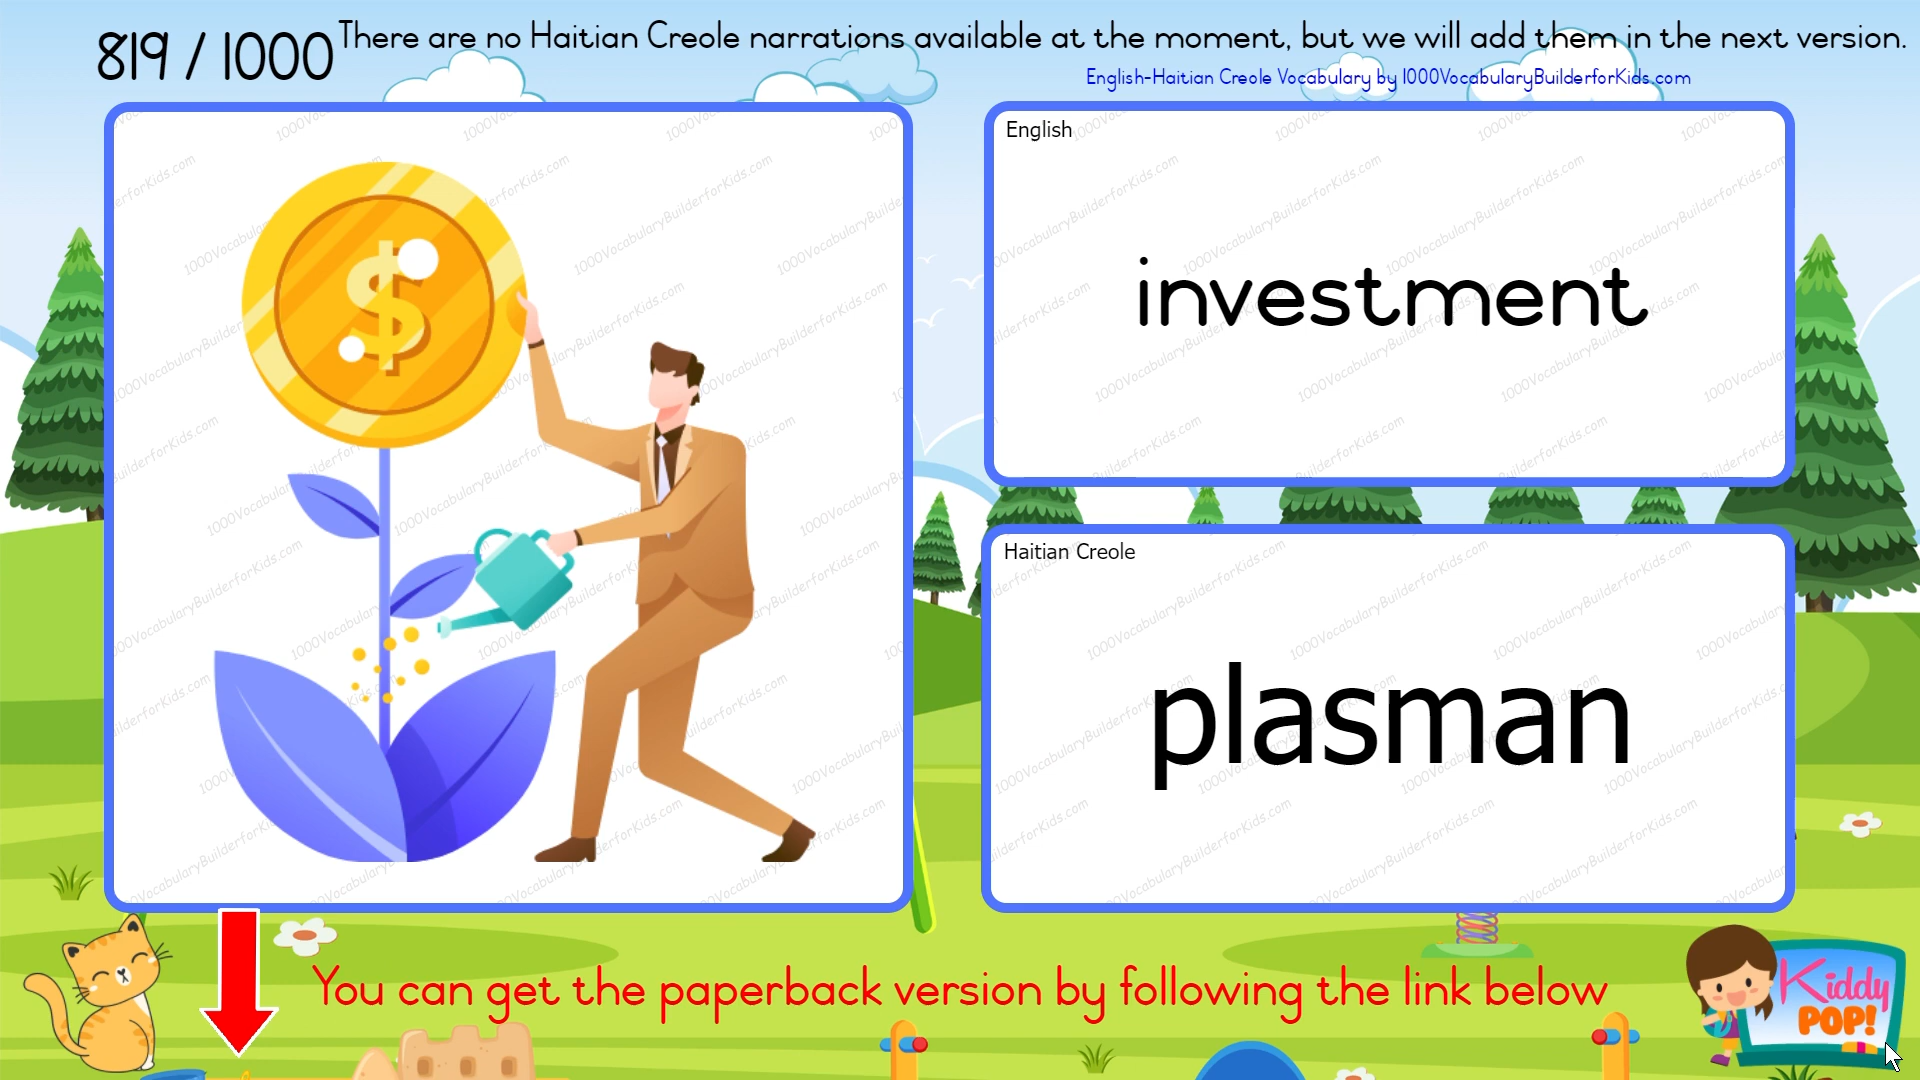 819 / 1000
There are no Haitian Creole narrations available at the moment, but we will add them in the next version.
English-Haitian Creole Vocabulary by 1000VocabularyBuilderforKids.com
$
English
investment
Haitian Creole
plasman
You can get the paperback version by following the link below
Kiddy
POP!
1000VocabularyBuilderforKids.com